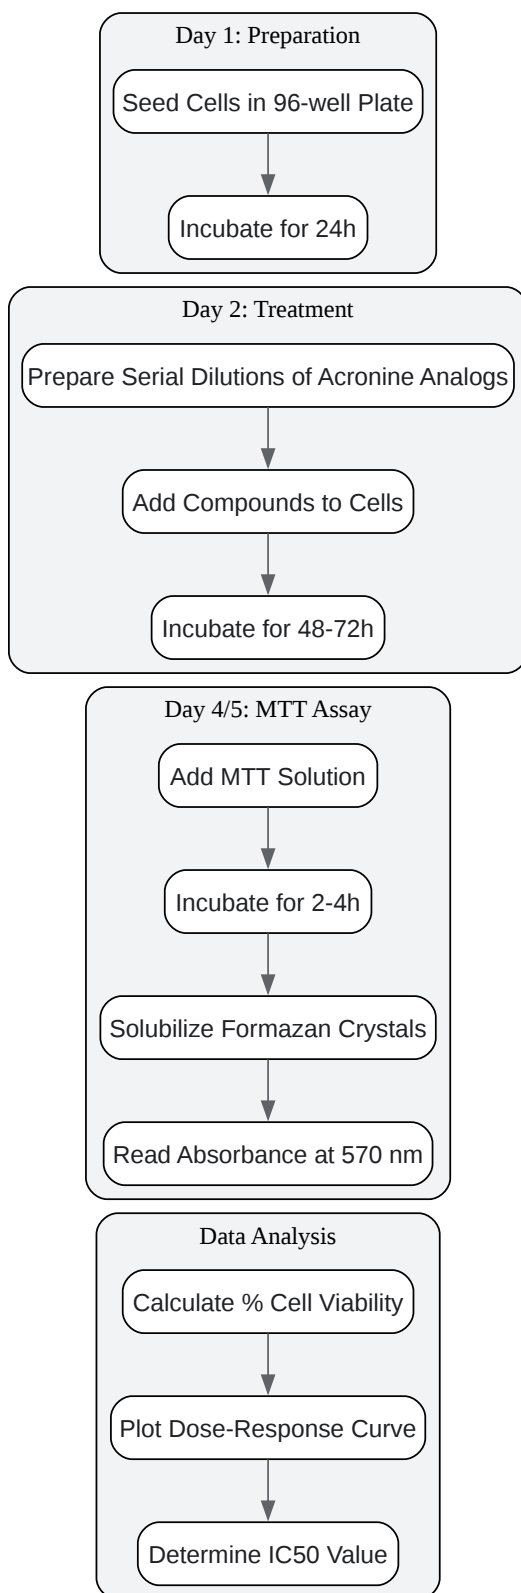 Day 1: Preparation
Seed Cells in 96-well Plate
Incubate for 24h
Day 2: Treatment
Prepare Serial Dilutions of Acronine Analogs
Add Compounds to Cells
Incubate for 48-72h
Day 4/5: MTT Assay
Add MTT Solution
Incubate for 2-4h
Solubilize Formazan Crystals
Read Absorbance at 570 nm
Data Analysis
Calculate % Cell Viability
Plot Dose-Response Curve
Determine IC50 Value